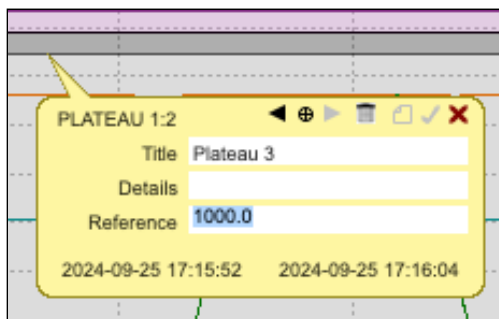 PLATEAU 1:2
Title Plateau 3
Details
Reference 1000.0
2024-09-25 17:15:52 2024-09-25 17:16:04